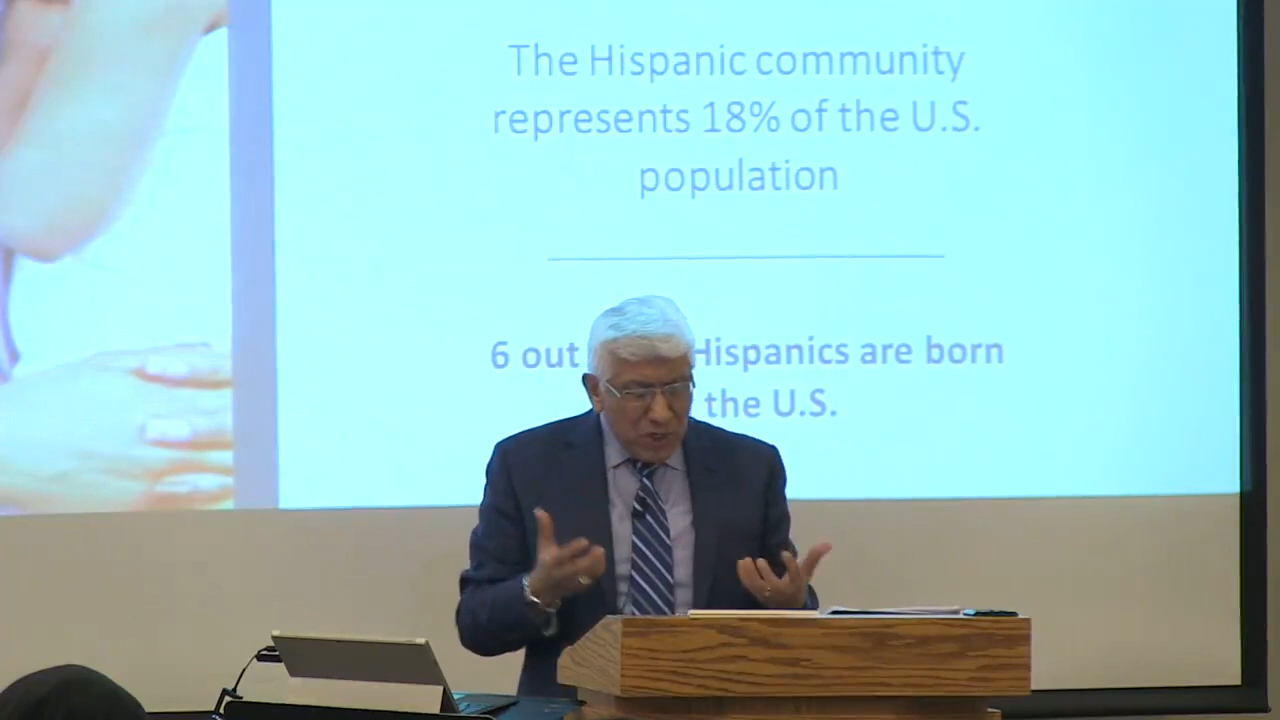 The Hispanic community
represents 18% of the U.S.
population
6 out Hispanics are born
the U.S.